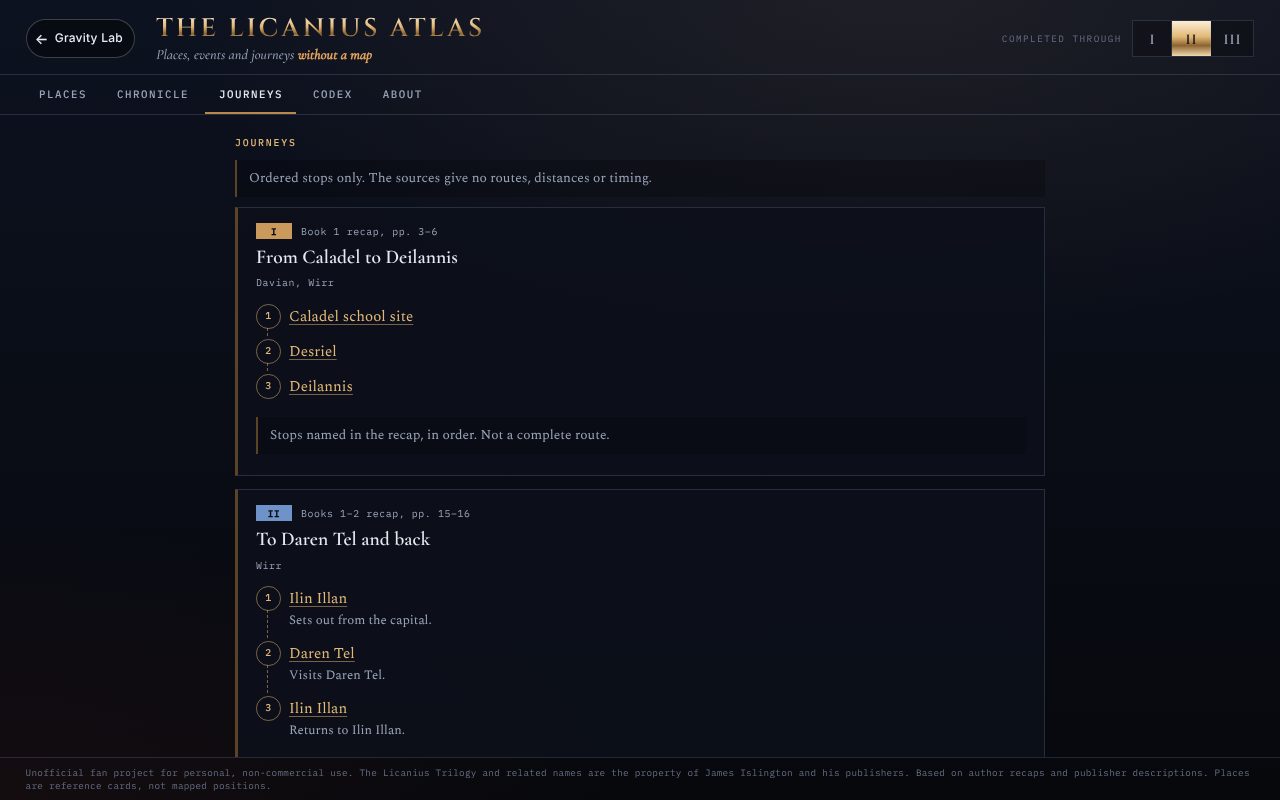 ← Gravity Lab
THE LICANIUS ATLAS
Places, events and journeys without a map
COMPLETED THROUGH
I II III
PLACES CHRONICLE JOURNEYS CODEX ABOUT
JOURNEYS
Ordered stops only. The sources give no routes, distances or timing.
I Book 1 recap, pp. 3–6
From Caladel to Deilannis
Davian, Wirr
1 Caladel school site
2 Desriel
3 Deilannis
Stops named in the recap, in order. Not a complete route.
II Books 1–2 recap, pp. 15–16
To Daren Tel and back
Wirr
1 Ilin Illan
Sets out from the capital.
2 Daren Tel
Visits Daren Tel.
3 Ilin Illan
Returns to Ilin Illan.
Unofficial fan project for personal, non-commercial use. The Licanius Trilogy and related names are the property of James Islington and his publishers. Based on author recaps and publisher descriptions. Places
are reference cards, not mapped positions.